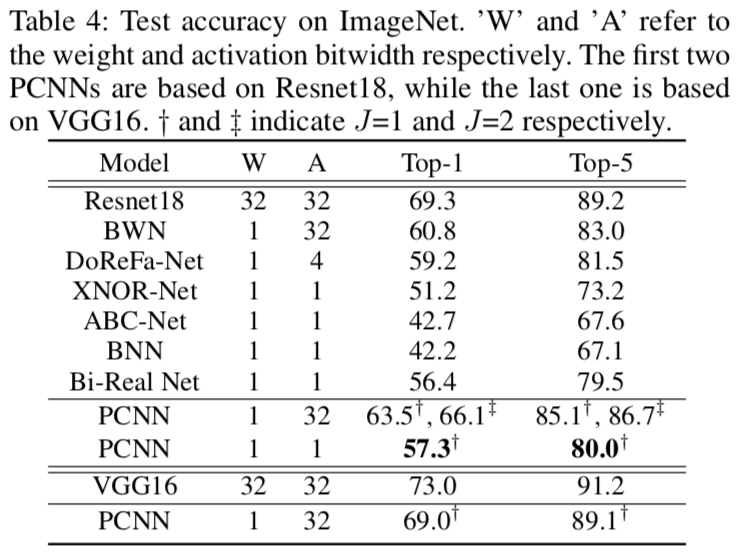 Table 4: Test accuracy on ImageNet. ’W’ and ’A’ refer to
the weight and activation bitwidth respectively. The first two
PCNNs are based on Resnet18, while the last one is based
on VGG16. † and ‡ indicate J=1 and J=2 respectively.
Model W A Top-1 Top-5
Resnet18 32 32 69.3 89.2
BWN 1 32 60.8 83.0
DoReFa-Net 1 4 59.2 81.5
XNOR-Net 1 1 51.2 73.2
ABC-Net 1 1 42.7 67.6
BNN 1 1 42.2 67.1
Bi-Real Net 1 1 56.4 79.5
PCNN 1 32 63.5†, 66.1‡ 85.1†, 86.7‡
PCNN 1 1 57.3† 80.0†
VGG16 32 32 73.0 91.2
PCNN 1 32 69.0† 89.1†